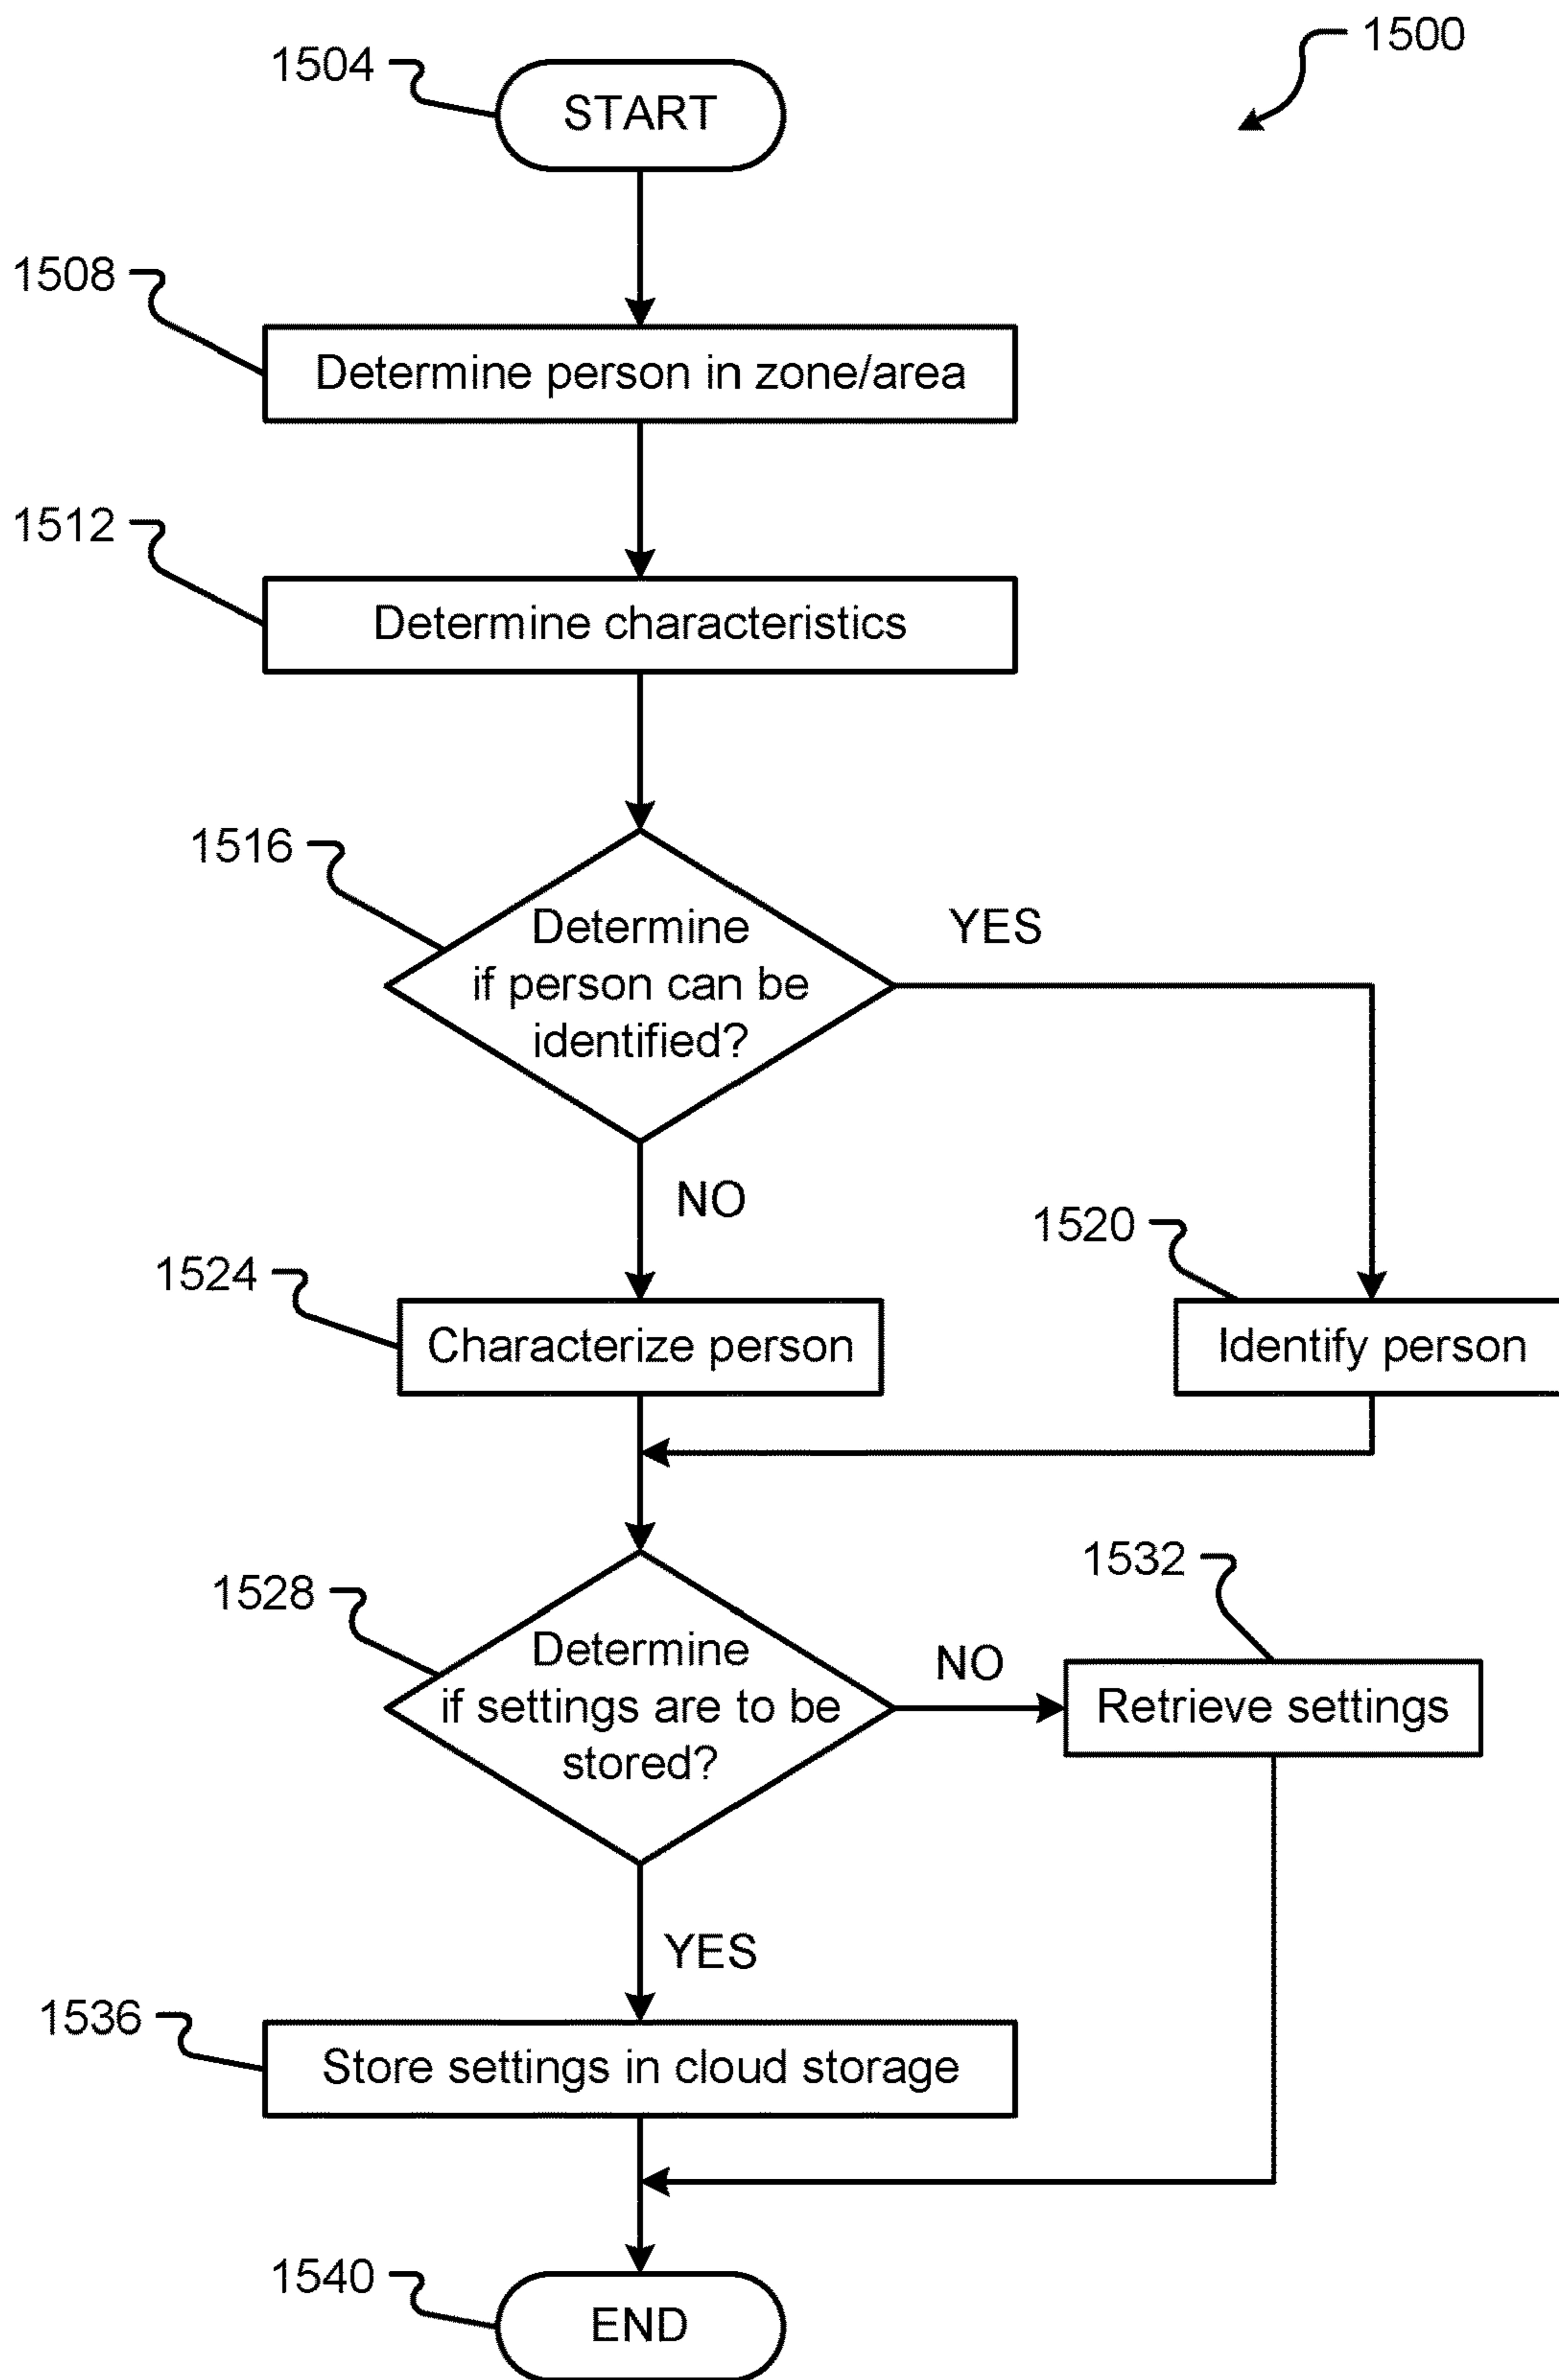 1500
1504
START
1508
Determine person in zone/area
1512
Determine characteristics
1516
Determine
if person can be
identified?
YES
NO
1520
1524
Characterize person
Identify person
1528
1532
Determine
if settings are to be
stored?
NO
Retrieve settings
YES
1536
Store settings in cloud storage
1540
END